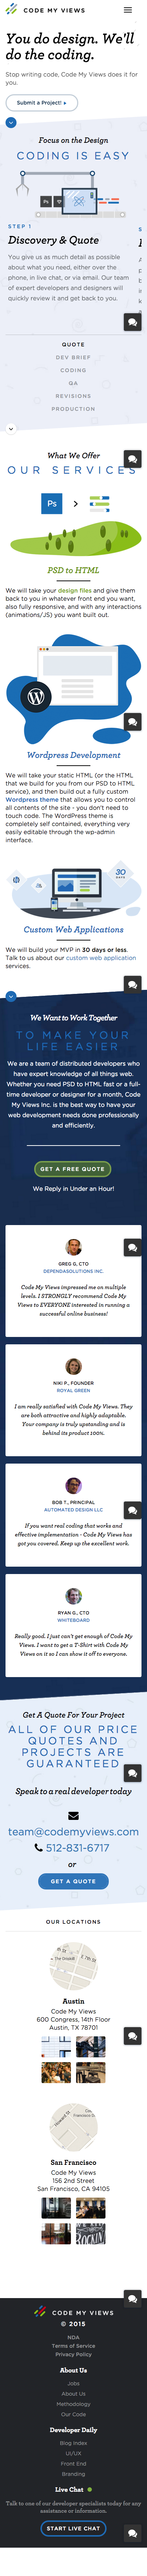 CODE MY VIEWS
You do design. We'll
do the coding.
Stop writing code, Code My Views does it for
you.
Submit a Project!
Focus on the Design
CODING IS EASY
Ps
STEP 1
Discovery & Quote
You give us as much detail as possible
about what you need, either over the
phone, in live chat, or via email. Our team
of expert developers and designers will
quickly review it and get back to you.
QUOTE
DEV BRIEF
CODING
QA
REVISIONS
PRODUCTION
What We Offer
OUR SERVICES
Ps
PSD to HTML
We will take your design files and give them
back to you in whatever front end you want,
also fully responsive, and with any interactions
(animations/JS) you want built out.
Wordpress Development
We will take your static HTML (or the HTML
that we build for you from our PSD to HTML
service), and then build out a fully custom
Wordpress theme that allows you to control
all contents of the site - you don't need to
touch code. The WordPress theme is
completely self contained, everything every
easily editable through the wp-admin
interface.
30
DAYS
Custom Web Applications
We will build your MVP in 30 days or less.
Talk to us about your custom web application
services.
We Want to Work Together
TO MAKE YOUR
LIFE EASIER
We are a team of distributed developers who
have expert knowledge of all things web.
Whether you need PSD to HTML fast or a full-
time developer or designer for a month, Code
My Views Inc. is the best way to have your
web development needs done professionally
and efficiently.
GET A FREE QUOTE
We Reply in Under an Hour!
GREG G, CTO
DEPENDASOLUTIONS INC.
Code My Views impressed me on multiple
levels. I STRONGLY recommend Code My
Views to EVERYONE interested in running a
successful online business!
NIKI P., FOUNDER
ROYAL GREEN
I am really satisfied with Code My Views. They
are both attractive and highly adoptable.
Your company is truly upstanding and is
behind its product 100%.
BOB T., PRINCIPAL
AUTOMATED DESIGN LLC
If you want real coding that works and
effective implementation - Code My Views has
got you covered. Keep up the excellent work.
RYAN G., CTO
WHITEBOARD
Really good. I just can't get enough of Code My
Views. I want to get a T-Shirt with Code My
Views on it so I can show it off to everyone.
Get A Quote For Your Project
ALL OF OUR PRICE
QUOTES AND
PROJECTS ARE
GUARANTEED
Speak to a real developer today
team@codemyviews.com
512-831-6717
or
GET A QUOTE
OUR LOCATIONS
Austin
Code My Views
600 Congress, 14th Floor
Austin, TX 78701
San Francisco
Code My Views
156 2nd Street
San Francisco, CA 94105
CODE MY VIEWS
© 2015
NDA
Terms of Service
Privacy Policy
About Us
Jobs
About Us
Methodology
Our Code
Developer Daily
Blog Index
UI/UX
Front End
Branding
Live Chat
Talk to one of our developer specialists today for any
assistance or information.
START LIVE CHAT